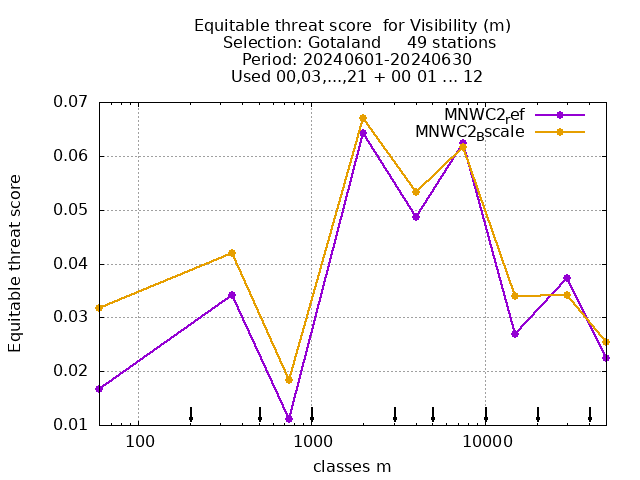 Equitable threat score  for Visibility (m)
Selection: Gotaland     49 stations
Period: 20240601-20240630
Used 00,03,...,21 + 00 01 ... 12
MNWC2ref
MNWC2Bscale
0.07
0.06
0.05
0.04
0.03
0.02
0.01
Equitable threat score
100
1000
10000
classes m